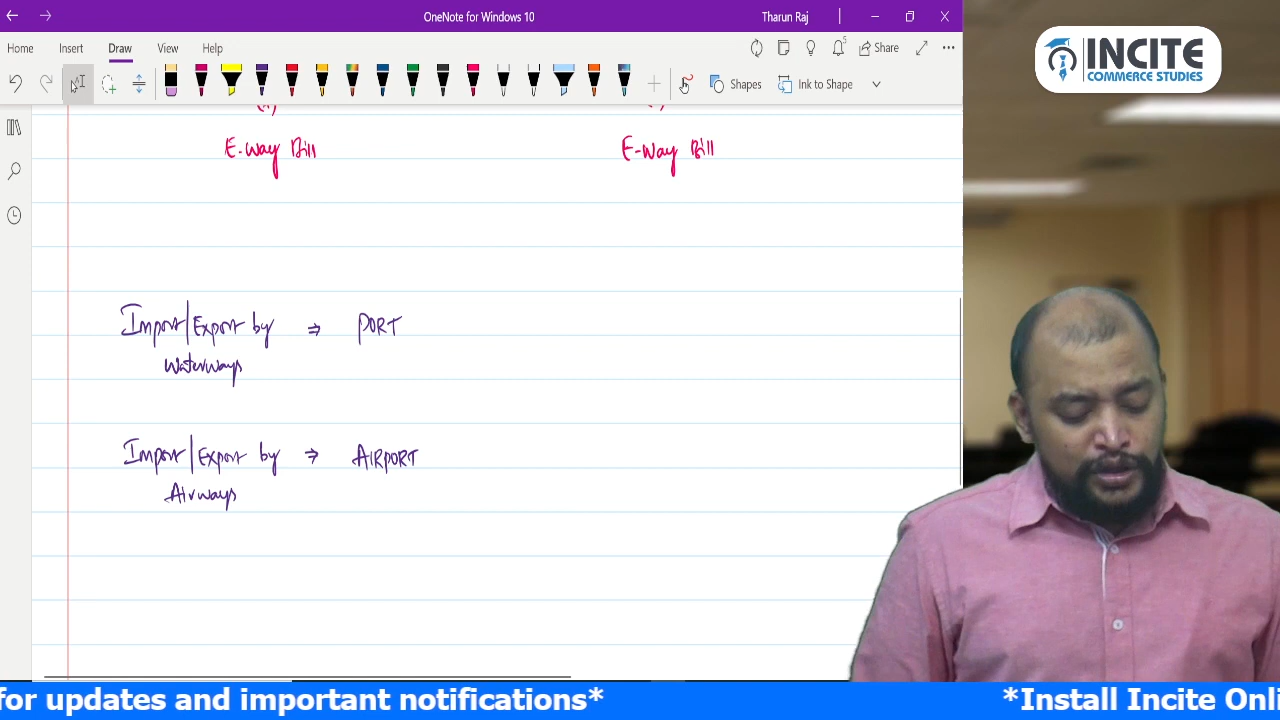 OneNote for Windows 10
Tharun Raj
Home Insert Draw View Help
5
Share
Shapes
Ink to Shape
INCITE
COMMERCE STUDIES
E-way Bill
E-way Bill
Import/Export by ⇒ PORT
Waterways
Import/Export by ⇒ AIRPORT
Airways
for updates and important notifications* *Install Incite Onli